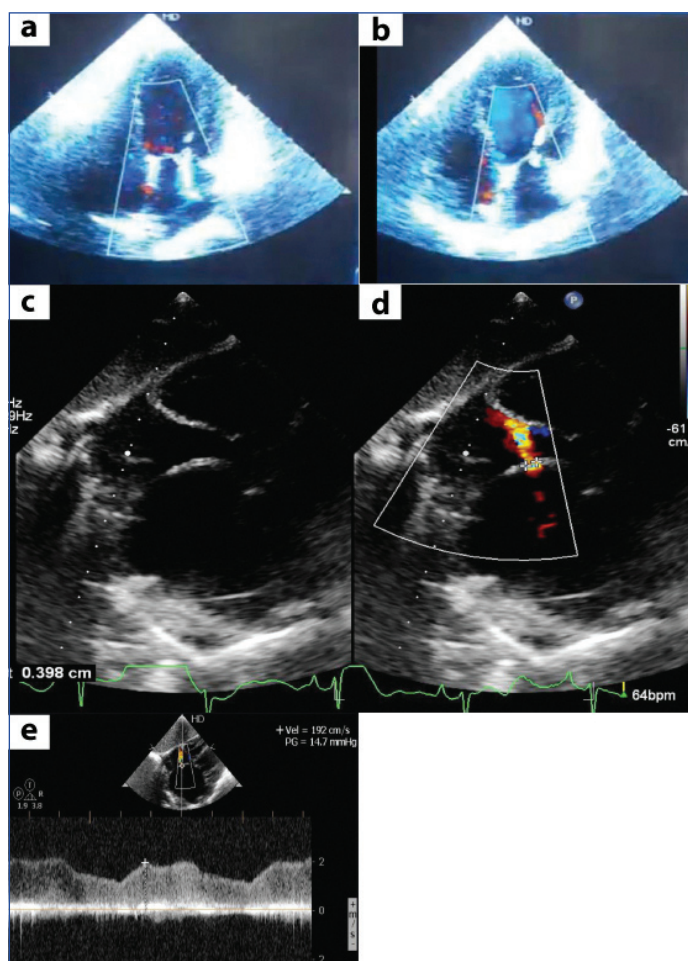 a
HD
b
HD
c
Hz
9Hz
Hz
t 0.398 cm
d
P
-61
cm/
64bpm
e
HD
+ Vel = 192 cm/s
PG = 14.7 mmHg
P T R
1.9 3.8
2
0
+
m
/
s
-
2